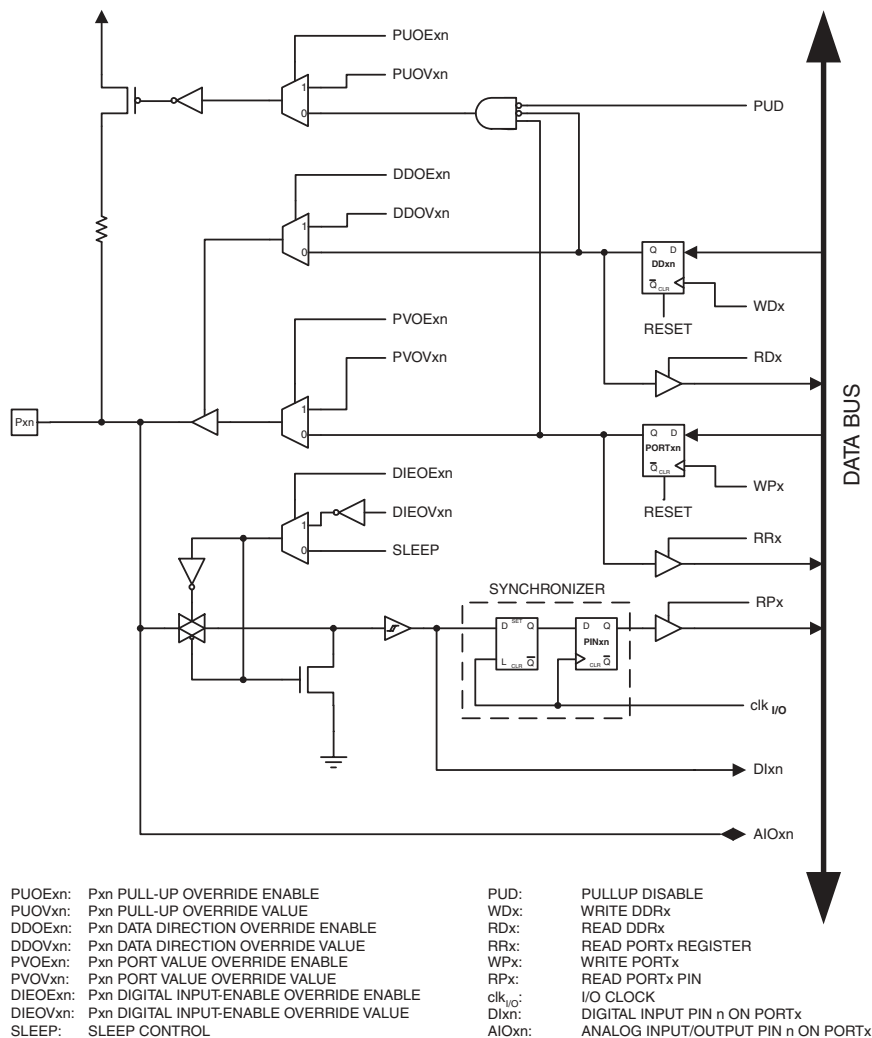 PUOExn
PUOVxn
1
0
PUD
DDOExn
DDOVxn
1
0
Q D
DDxn
Q CLR
WDx
RESET
PVOExn
RDx
PVOVxn
1
0
Pxn
Q D
PORTxn
Q CLR
WPx
RESET
DATA BUS
DIEOExn
DIEOVxn
1
0
SLEEP
RRx
SYNCHRONIZER
RPx
D SET Q
L CLR Q
D Q
PINxn
CLR Q
clk I/O
DIxn
AIOxn
PUOExn: Pxn PULL-UP OVERRIDE ENABLE
PUOVxn: Pxn PULL-UP OVERRIDE VALUE
DDOExn: Pxn DATA DIRECTION OVERRIDE ENABLE
DDOVxn: Pxn DATA DIRECTION OVERRIDE VALUE
PVOExn: Pxn PORT VALUE OVERRIDE ENABLE
PVOVxn: Pxn PORT VALUE OVERRIDE VALUE
DIEOExn: Pxn DIGITAL INPUT-ENABLE OVERRIDE ENABLE
DIEOVxn: Pxn DIGITAL INPUT-ENABLE OVERRIDE VALUE
SLEEP: SLEEP CONTROL
PUD: PULLUP DISABLE
WDx: WRITE DDRx
RDx: READ DDRx
RRx: READ PORTx REGISTER
WPx: WRITE PORTx
RPx: READ PORTx PIN
clkI/O: I/O CLOCK
DIxn: DIGITAL INPUT PIN n ON PORTx
AIOxn: ANALOG INPUT/OUTPUT PIN n ON PORTx